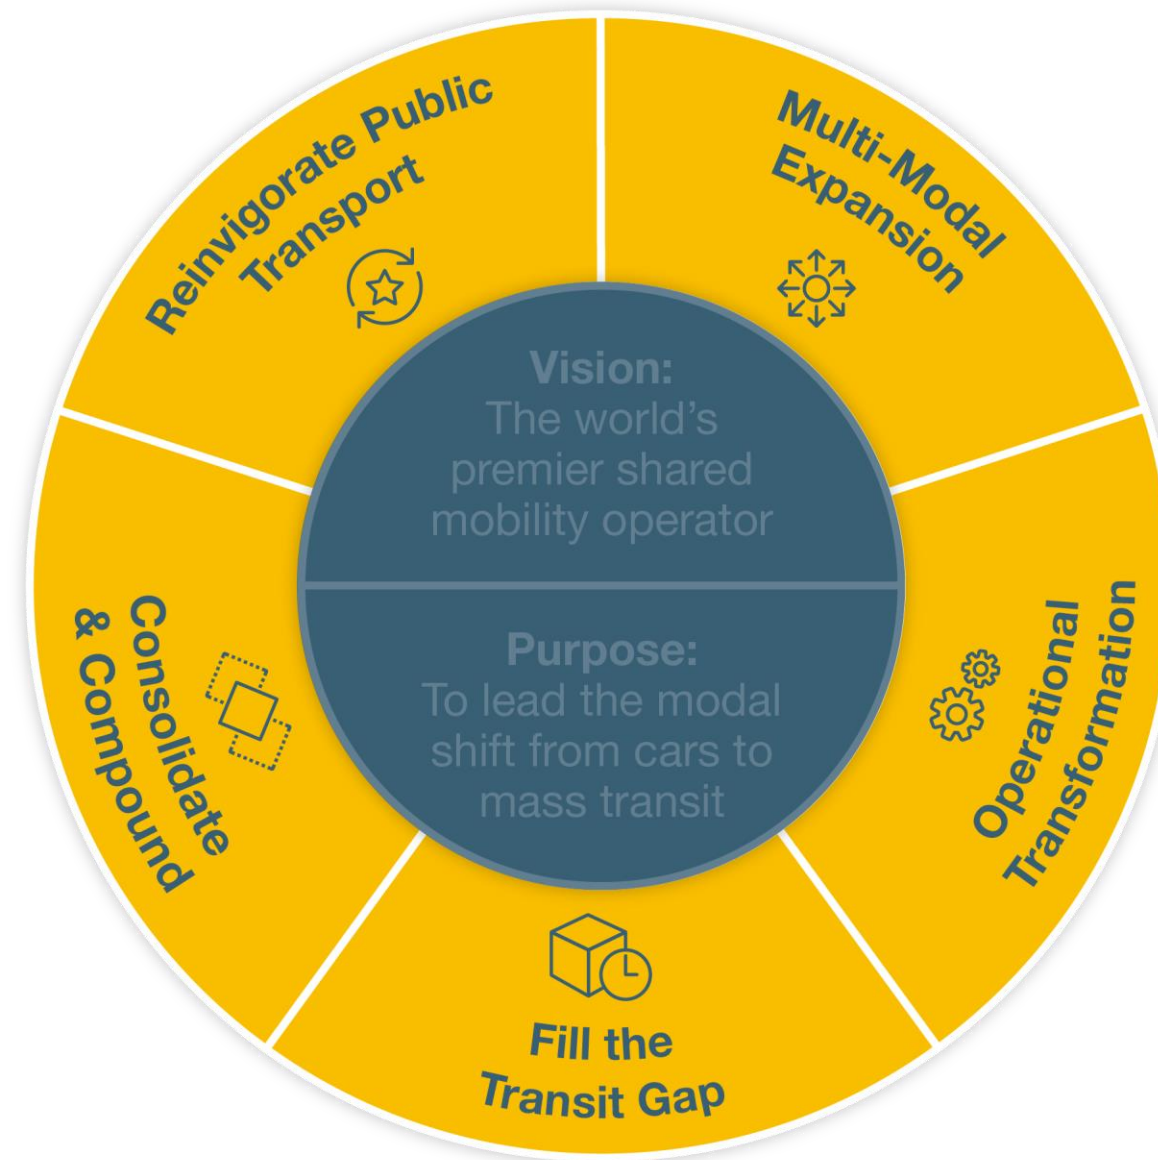 Reinvigorate Public
Transport
Multi-Modal
Expansion
Vision:
The world’s
premier shared
mobility operator
Purpose:
To lead the modal
shift from cars to
mass transit
Consolidate
& Compound
Operational
Transformation
Fill the
Transit Gap